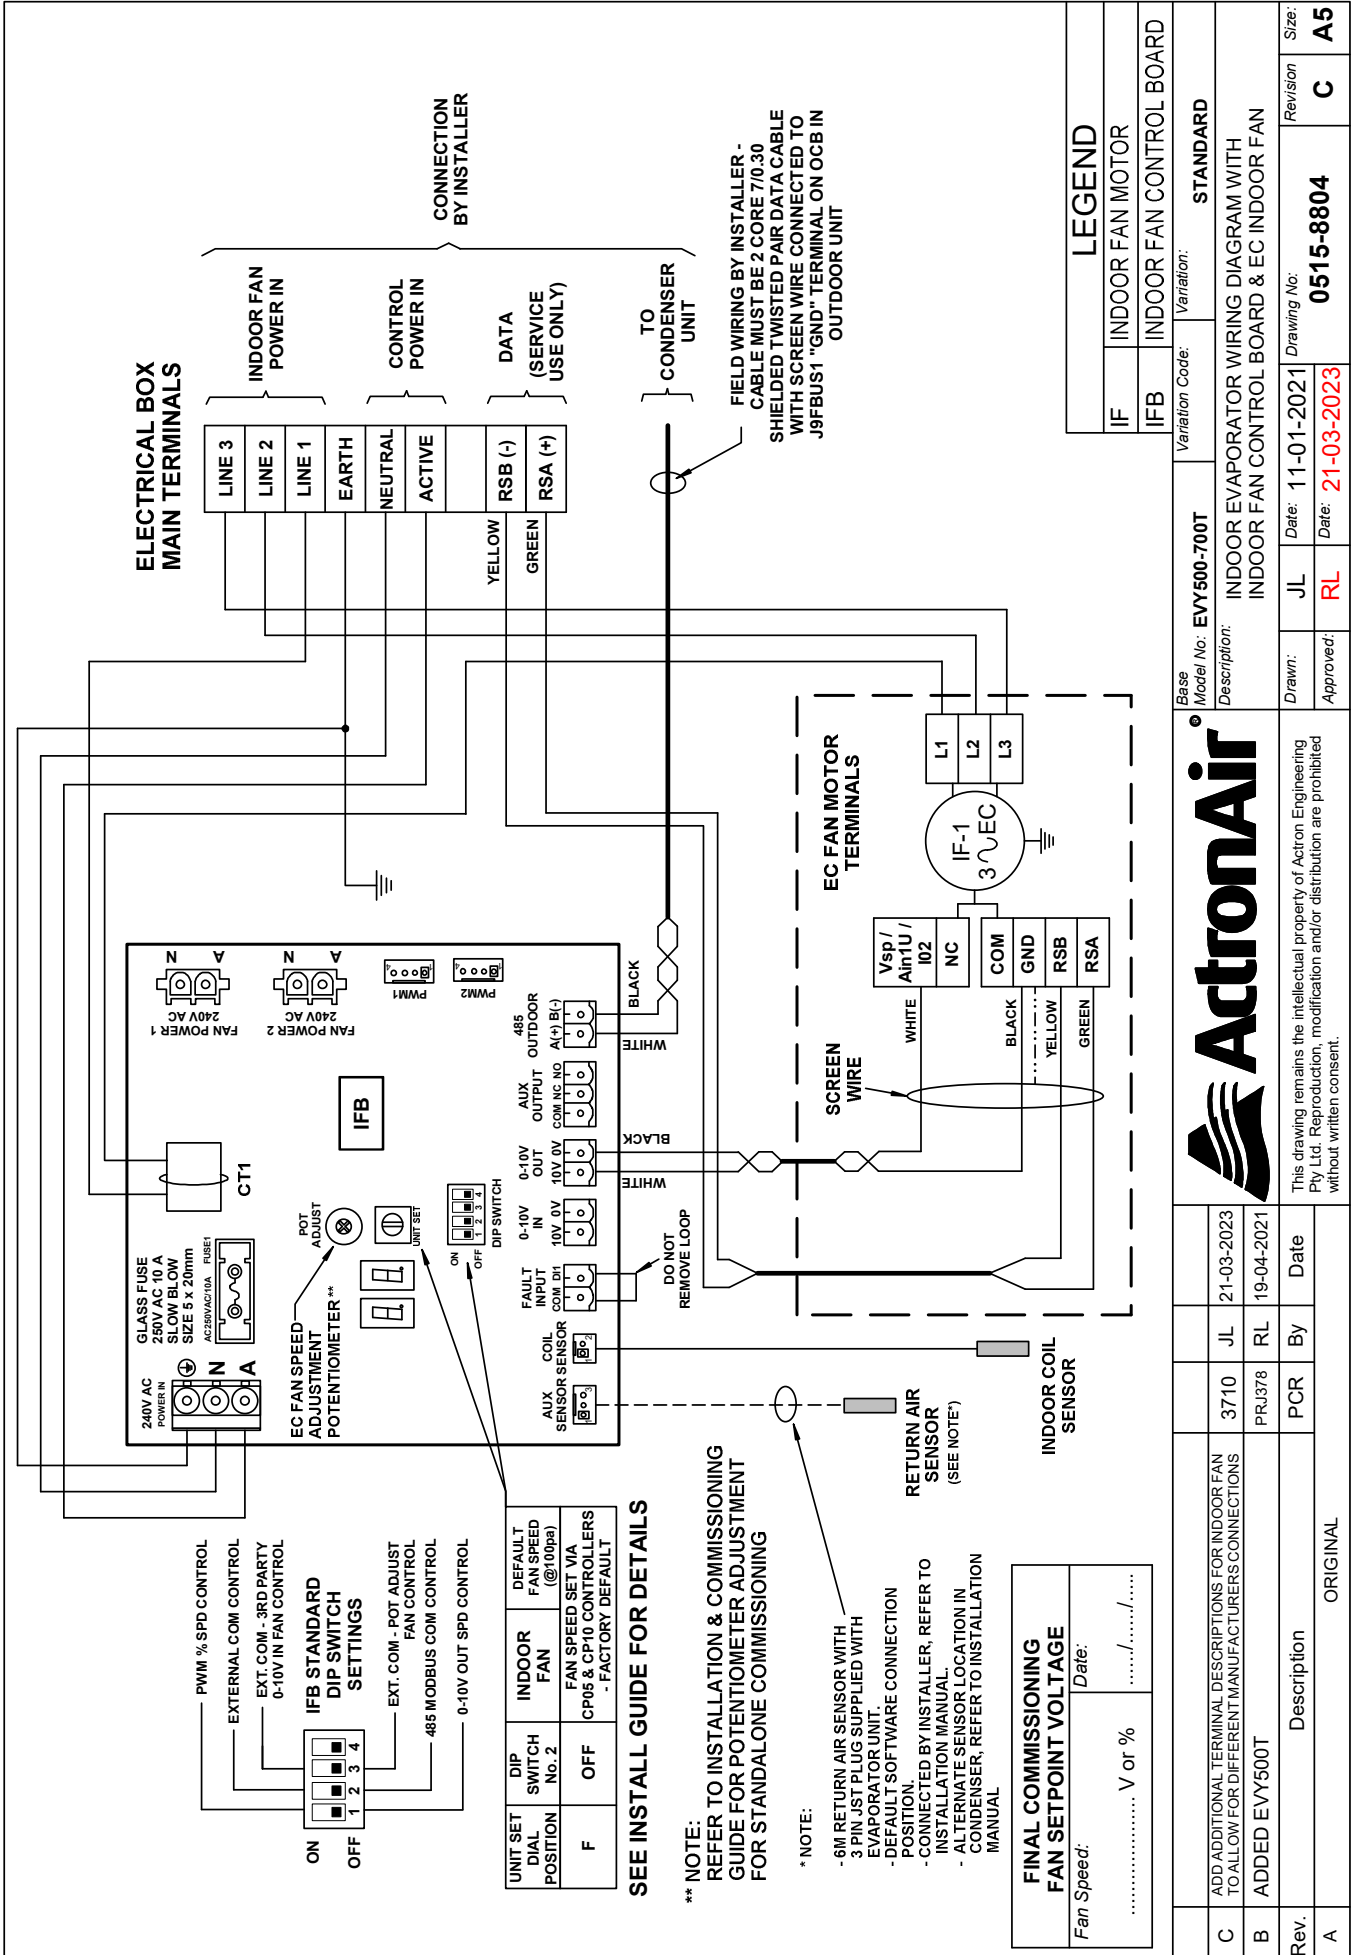 PWM % SPD CONTROL
EXTERNAL COM CONTROL
EXT. COM - 3RD PARTY
0-10V IN FAN CONTROL
IFB STANDARD
DIP SWITCH
SETTINGS
ON
OFF
1 2 3 4
EXT. COM - POT ADJUST
FAN CONTROL
485 MODBUS COM CONTROL
0-10V OUT SPD CONTROL
UNIT SET
DIAL
POSITION
DIP
SWITCH
No. 2
INDOOR
FAN
DEFAULT
FAN SPEED
(@100pa)
F
OFF
FAN SPEED SET VIA
CP05 & CP10 CONTROLLERS
- FACTORY DEFAULT
SEE INSTALL GUIDE FOR DETAILS
** NOTE:
REFER TO INSTALLATION & COMMISSIONING
GUIDE FOR POTENTIOMETER ADJUSTMENT
FOR STANDALONE COMMISSIONING
* NOTE:
- 6M RETURN AIR SENSOR WITH
3 PIN JST PLUG SUPPLIED WITH
EVAPORATOR UNIT.
- DEFAULT SOFTWARE CONNECTION
POSITION.
- CONNECTED BY INSTALLER, REFER TO
INSTALLATION MANUAL.
- ALTERNATE SENSOR LOCATION IN
CONDENSER, REFER TO INSTALLATION
MANUAL
FINAL COMMISSIONING
FAN SETPOINT VOLTAGE
Fan Speed:
Date:
................. V or %
....../....../......
240V AC
POWER IN
N
A
GLASS FUSE
250V AC 10 A
SLOW BLOW
SIZE 5 x 20mm
AC250VAC/10A
FUSE1
EC FAN SPEED
ADJUSTMENT
POTENTIOMETER**
POT
ADJUST
UNIT SET
ON
OFF
1 2 3 4
DIP SWITCH
CT1
IFB
FAN POWER 1
240V AC
N
A
FAN POWER 2
240V AC
N
A
PWM1
PWM2
AUX
SENSOR
1 3
COIL
SENSOR
1 2
FAULT
INPUT
COM DI1
0-10V
IN
10V 0V
0-10V
OUT
10V 0V
AUX
OUTPUT
COM NC NO
485
OUTDOOR
A(+) B(-)
DO NOT
REMOVE LOOP
WHITE
BLACK
WHITE
BLACK
RETURN AIR
SENSOR
(SEE NOTE*)
INDOOR COIL
SENSOR
SCREEN
WIRE
WHITE
BLACK
YELLOW
GREEN
EC FAN MOTOR
TERMINALS
Vsp /
Ain1U /
I02
NC
COM
GND
RSB
RSA
IF-1
3 EC
L1
L2
L3
ELECTRICAL BOX
MAIN TERMINALS
LINE 3
LINE 2
LINE 1
EARTH
NEUTRAL
ACTIVE
RSB (-)
RSA (+)
YELLOW
GREEN
INDOOR FAN
POWER IN
CONTROL
POWER IN
DATA
(SERVICE
USE ONLY)
TO
CONDENSER
UNIT
CONNECTION
BY INSTALLER
FIELD WIRING BY INSTALLER -
CABLE MUST BE 2 CORE 7/0.30
SHIELDED TWISTED PAIR DATA CABLE
WITH SCREEN WIRE CONNECTED TO
J9FBUS1 "GND" TERMINAL ON OCB IN
OUTDOOR UNIT
LEGEND
IF INDOOR FAN MOTOR
IFB INDOOR FAN CONTROL BOARD
C ADD ADDITIONAL TERMINAL DESCRIPTIONS FOR INDOOR FAN
TO ALLOW FOR DIFFERENT MANUFACTURERS CONNECTIONS
3710 JL 21-03-2023
B ADDED EVY500T PRJ378 RL 19-04-2021
Rev. Description PCR By Date
A ORIGINAL
ActronAir®
This drawing remains the intellectual property of Actron Engineering
Pty Ltd. Reproduction, modification and/or distribution are prohibited
without written consent.
Base
Model No: EVY500-700T
Variation Code:
Variation:
STANDARD
Description:
INDOOR EVAPORATOR WIRING DIAGRAM WITH
INDOOR FAN CONTROL BOARD & EC INDOOR FAN
Drawn: JL Date: 11-01-2021
Approved: RL Date: 21-03-2023
Drawing No:
0515-8804
Revision
C
Size:
A5